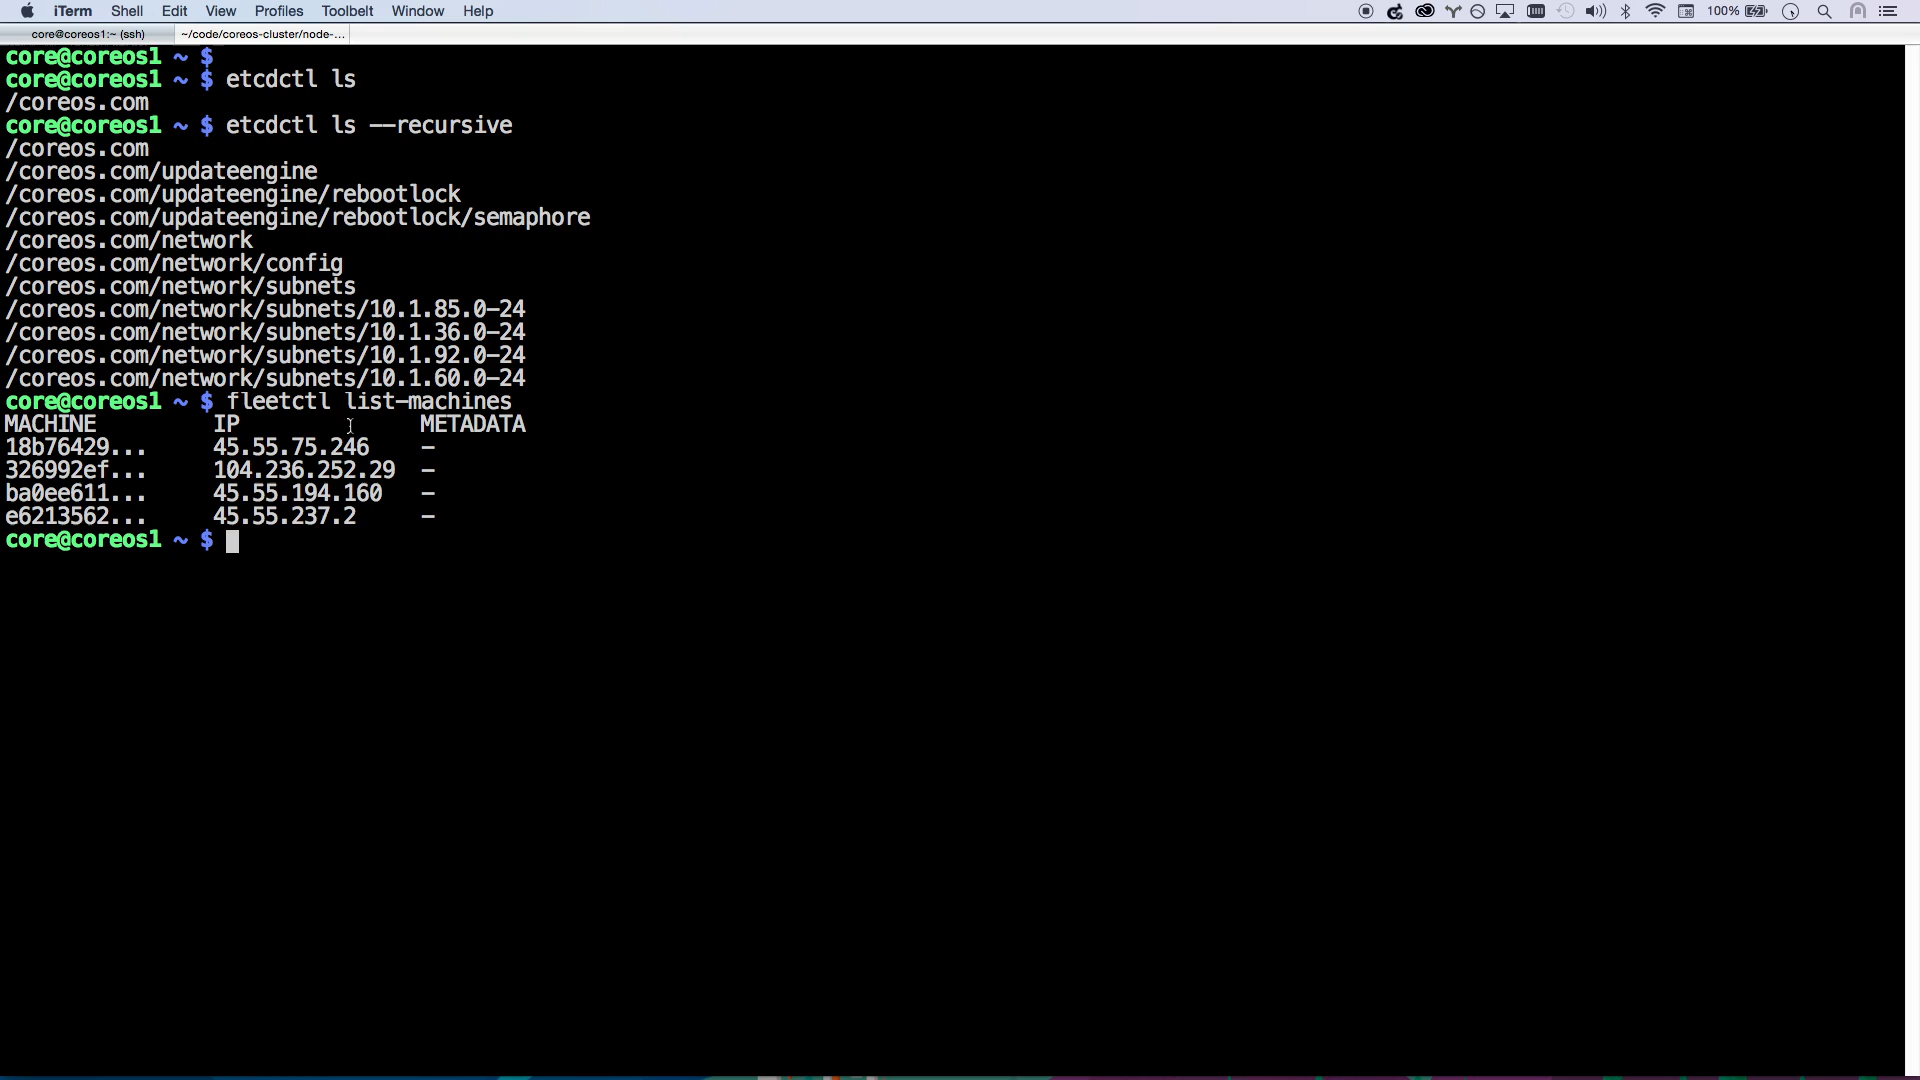 iTerm Shell Edit View Profiles Toolbelt Window Help 100%
core@coreos1:~ (ssh) ~/code/coreos-cluster/node-...
core@coreos1 ~ $
core@coreos1 ~ $ etcdctl ls
/coreos.com
core@coreos1 ~ $ etcdctl ls --recursive
/coreos.com
/coreos.com/updateengine
/coreos.com/updateengine/rebootlock
/coreos.com/updateengine/rebootlock/semaphore
/coreos.com/network
/coreos.com/network/config
/coreos.com/network/subnets
/coreos.com/network/subnets/10.1.85.0-24
/coreos.com/network/subnets/10.1.36.0-24
/coreos.com/network/subnets/10.1.92.0-24
/coreos.com/network/subnets/10.1.60.0-24
core@coreos1 ~ $ fleetctl list-machines
MACHINE IP METADATA
18b76429... 45.55.75.246 -
326992ef... 104.236.252.29 -
ba0ee611... 45.55.194.160 -
e6213562... 45.55.237.2 -
core@coreos1 ~ $